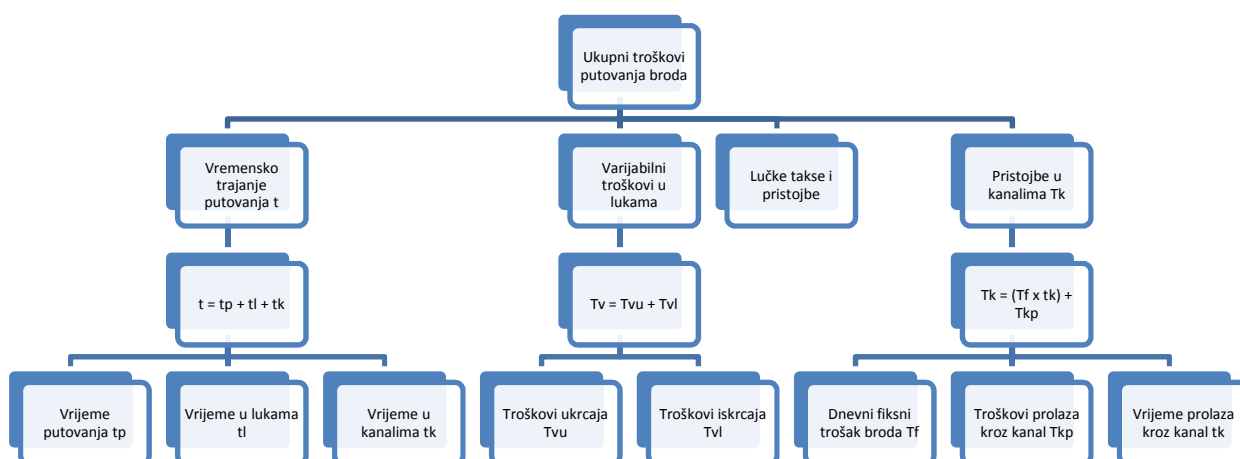 Ukupni troškovi
putovanja broda
Vremensko
trajanje
putovanja t
Varijabilni
troškovi u
lukama
Lučke takse i
pristojbe
Pristojbe u
kanalima Tk
t = tp + tl + tk
Tv = Tvu + Tvl
Tk = (Tf x tk) +
Tkp
Vrijeme
putovanja tp
Vrijeme u lukama
tl
Vrijeme u
kanalima tk
Troškovi ukrcaja
Tvu
Troškovi iskrcaja
Tvl
Dnevni fiksni
trošak broda Tf
Troškovi prolaza
kroz kanal Tkp
Vrijeme prolaza
kroz kanal tk